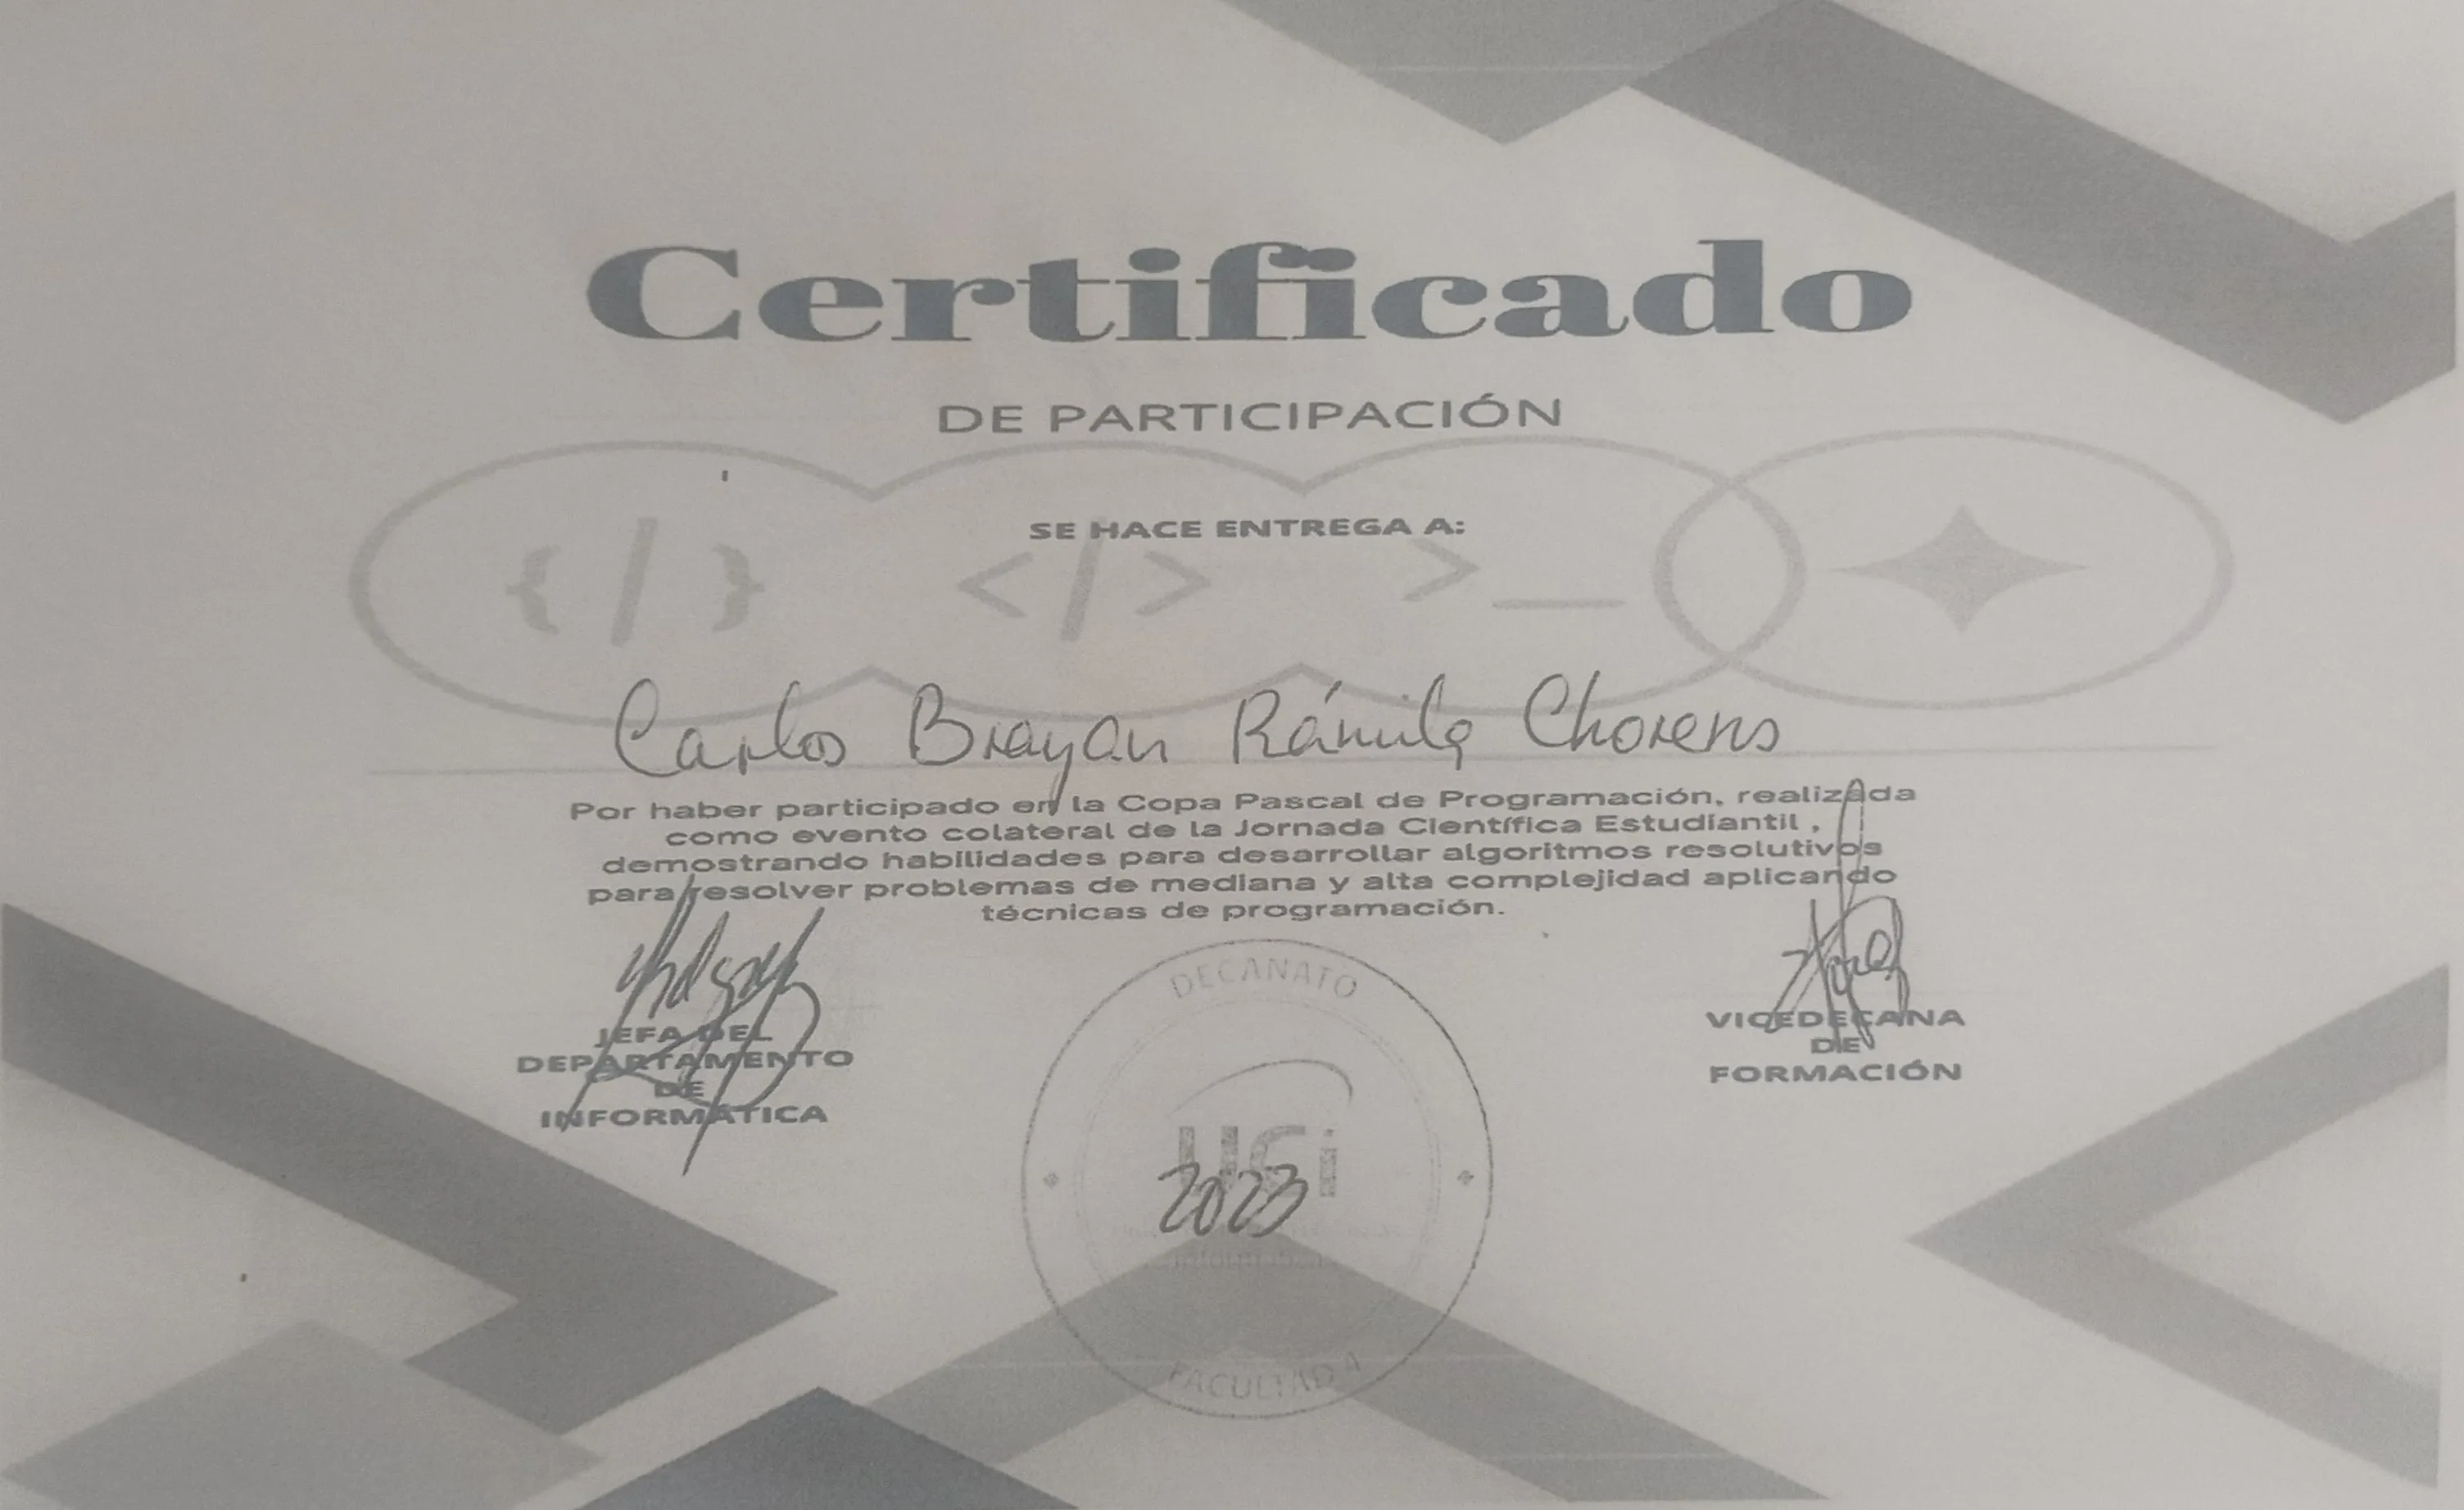 Certificado
DE PARTICIPACIÓN
SE HACE ENTREGA A:
{/} </> >_
Carlos Brayan Rámila Chorens
Por haber participado en la Copa Pascal de Programación, realizada
como evento colateral de la Jornada Científica Estudiantil ,
demostrando habilidades para desarrollar algoritmos resolutivos
para resolver problemas de mediana y alta complejidad aplicando
técnicas de programación.
JEFA DEL
DEPARTAMENTO
DE
INFORMÁTICA
VICEDECANA
DE
FORMACIÓN
DECANATO
UCi
2023
FACULTAD 4